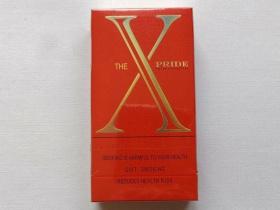 THE X PRIDE
SMOKING IS HARMFUL TO YOUR HEALTH
QUIT SMOKING
REDUCES HEALTH RISK